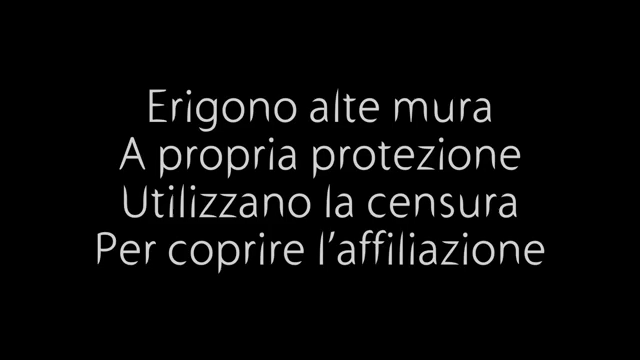 Erigono alte mura
A propria protezione
Utilizzano la censura
Per coprire l’affiliazione